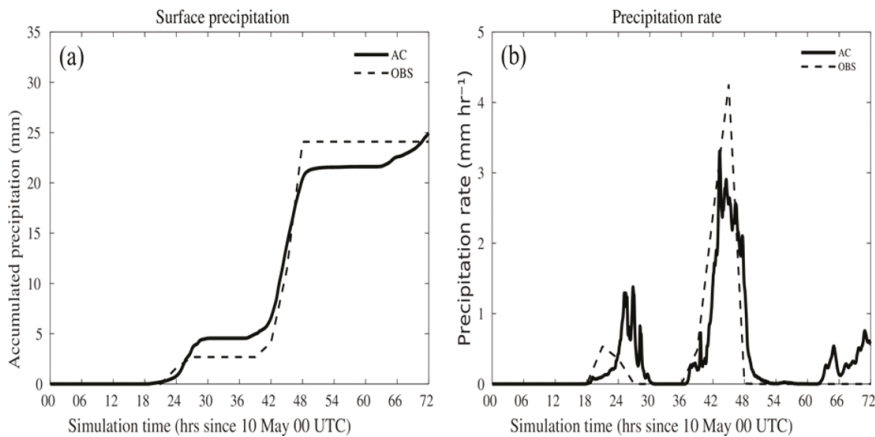 Surface precipitation
35
30
25
20
15
10
5
0
Accumulated precipitation (mm)
(a)
AC
OBS
00 06 12 18 24 30 36 42 48 54 60 66 72
Simulation time (hrs since 10 May 00 UTC)
Precipitation rate
5
4
3
2
1
0
Precipitation rate (mm hr⁻¹)
(b)
AC
OBS
00 06 12 18 24 30 36 42 48 54 60 66 72
Simulation time (hrs since 10 May 00 UTC)